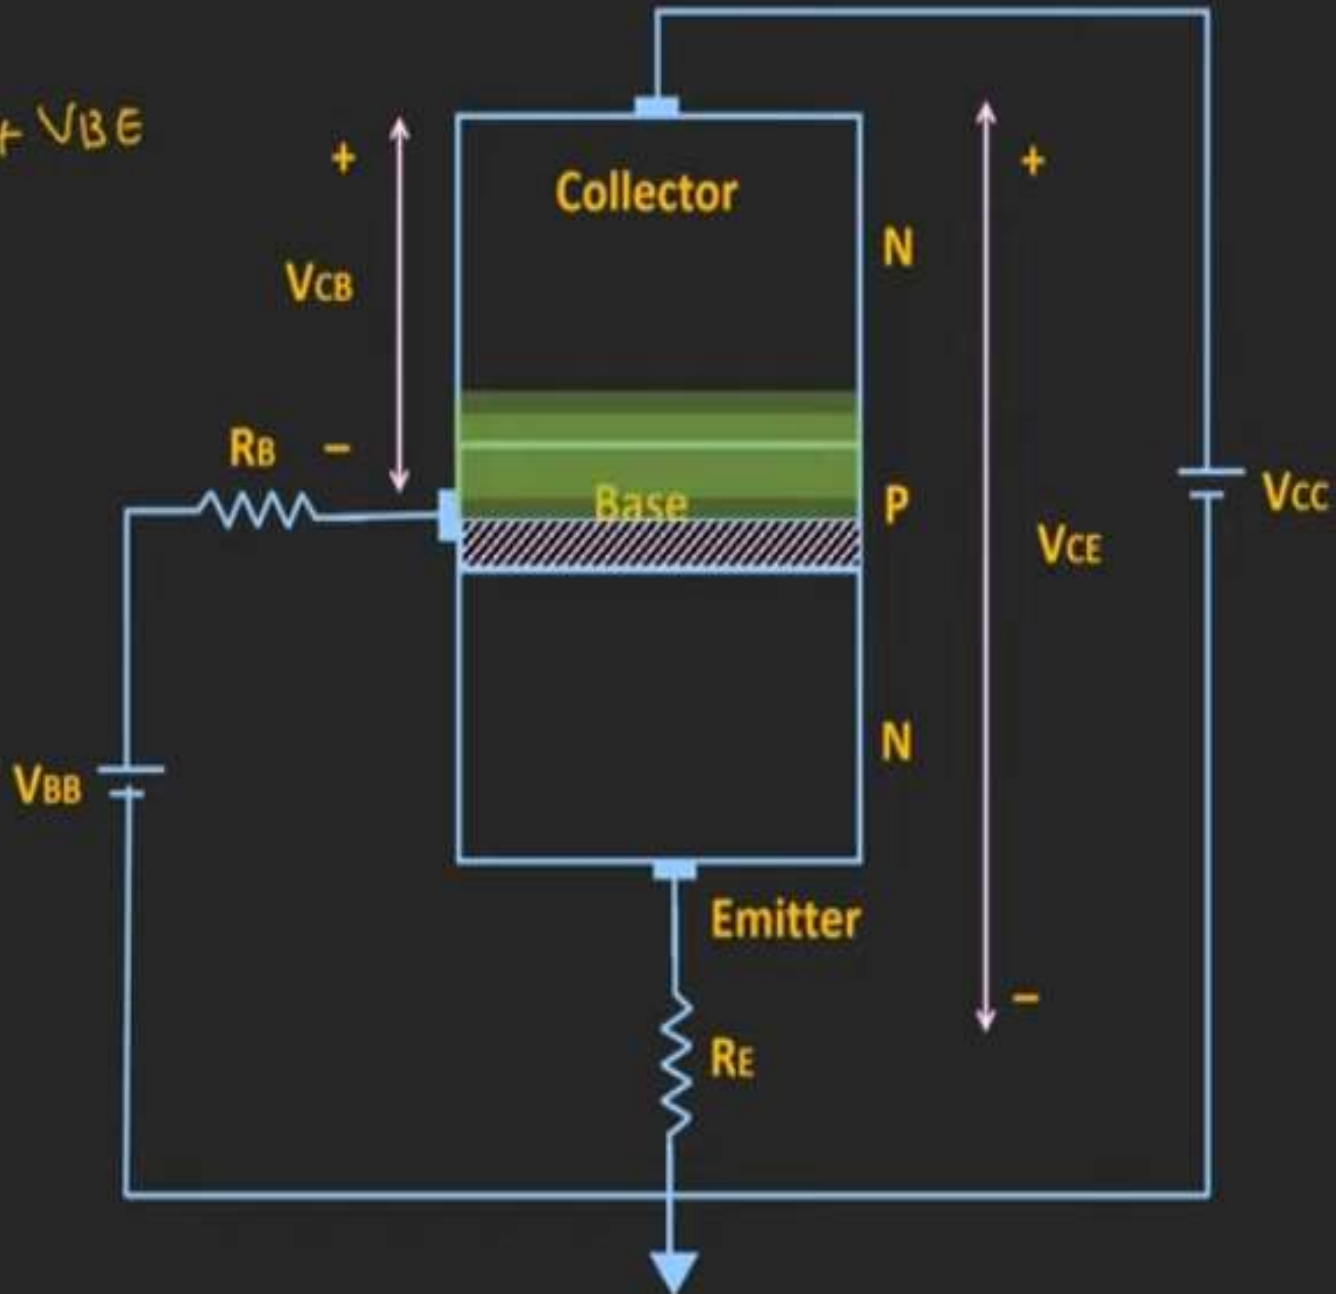 + VBE
+
+
Collector
N
VCB
RB
−
Base
P
VCC
VCE
N
VBB
Emitter
−
RE